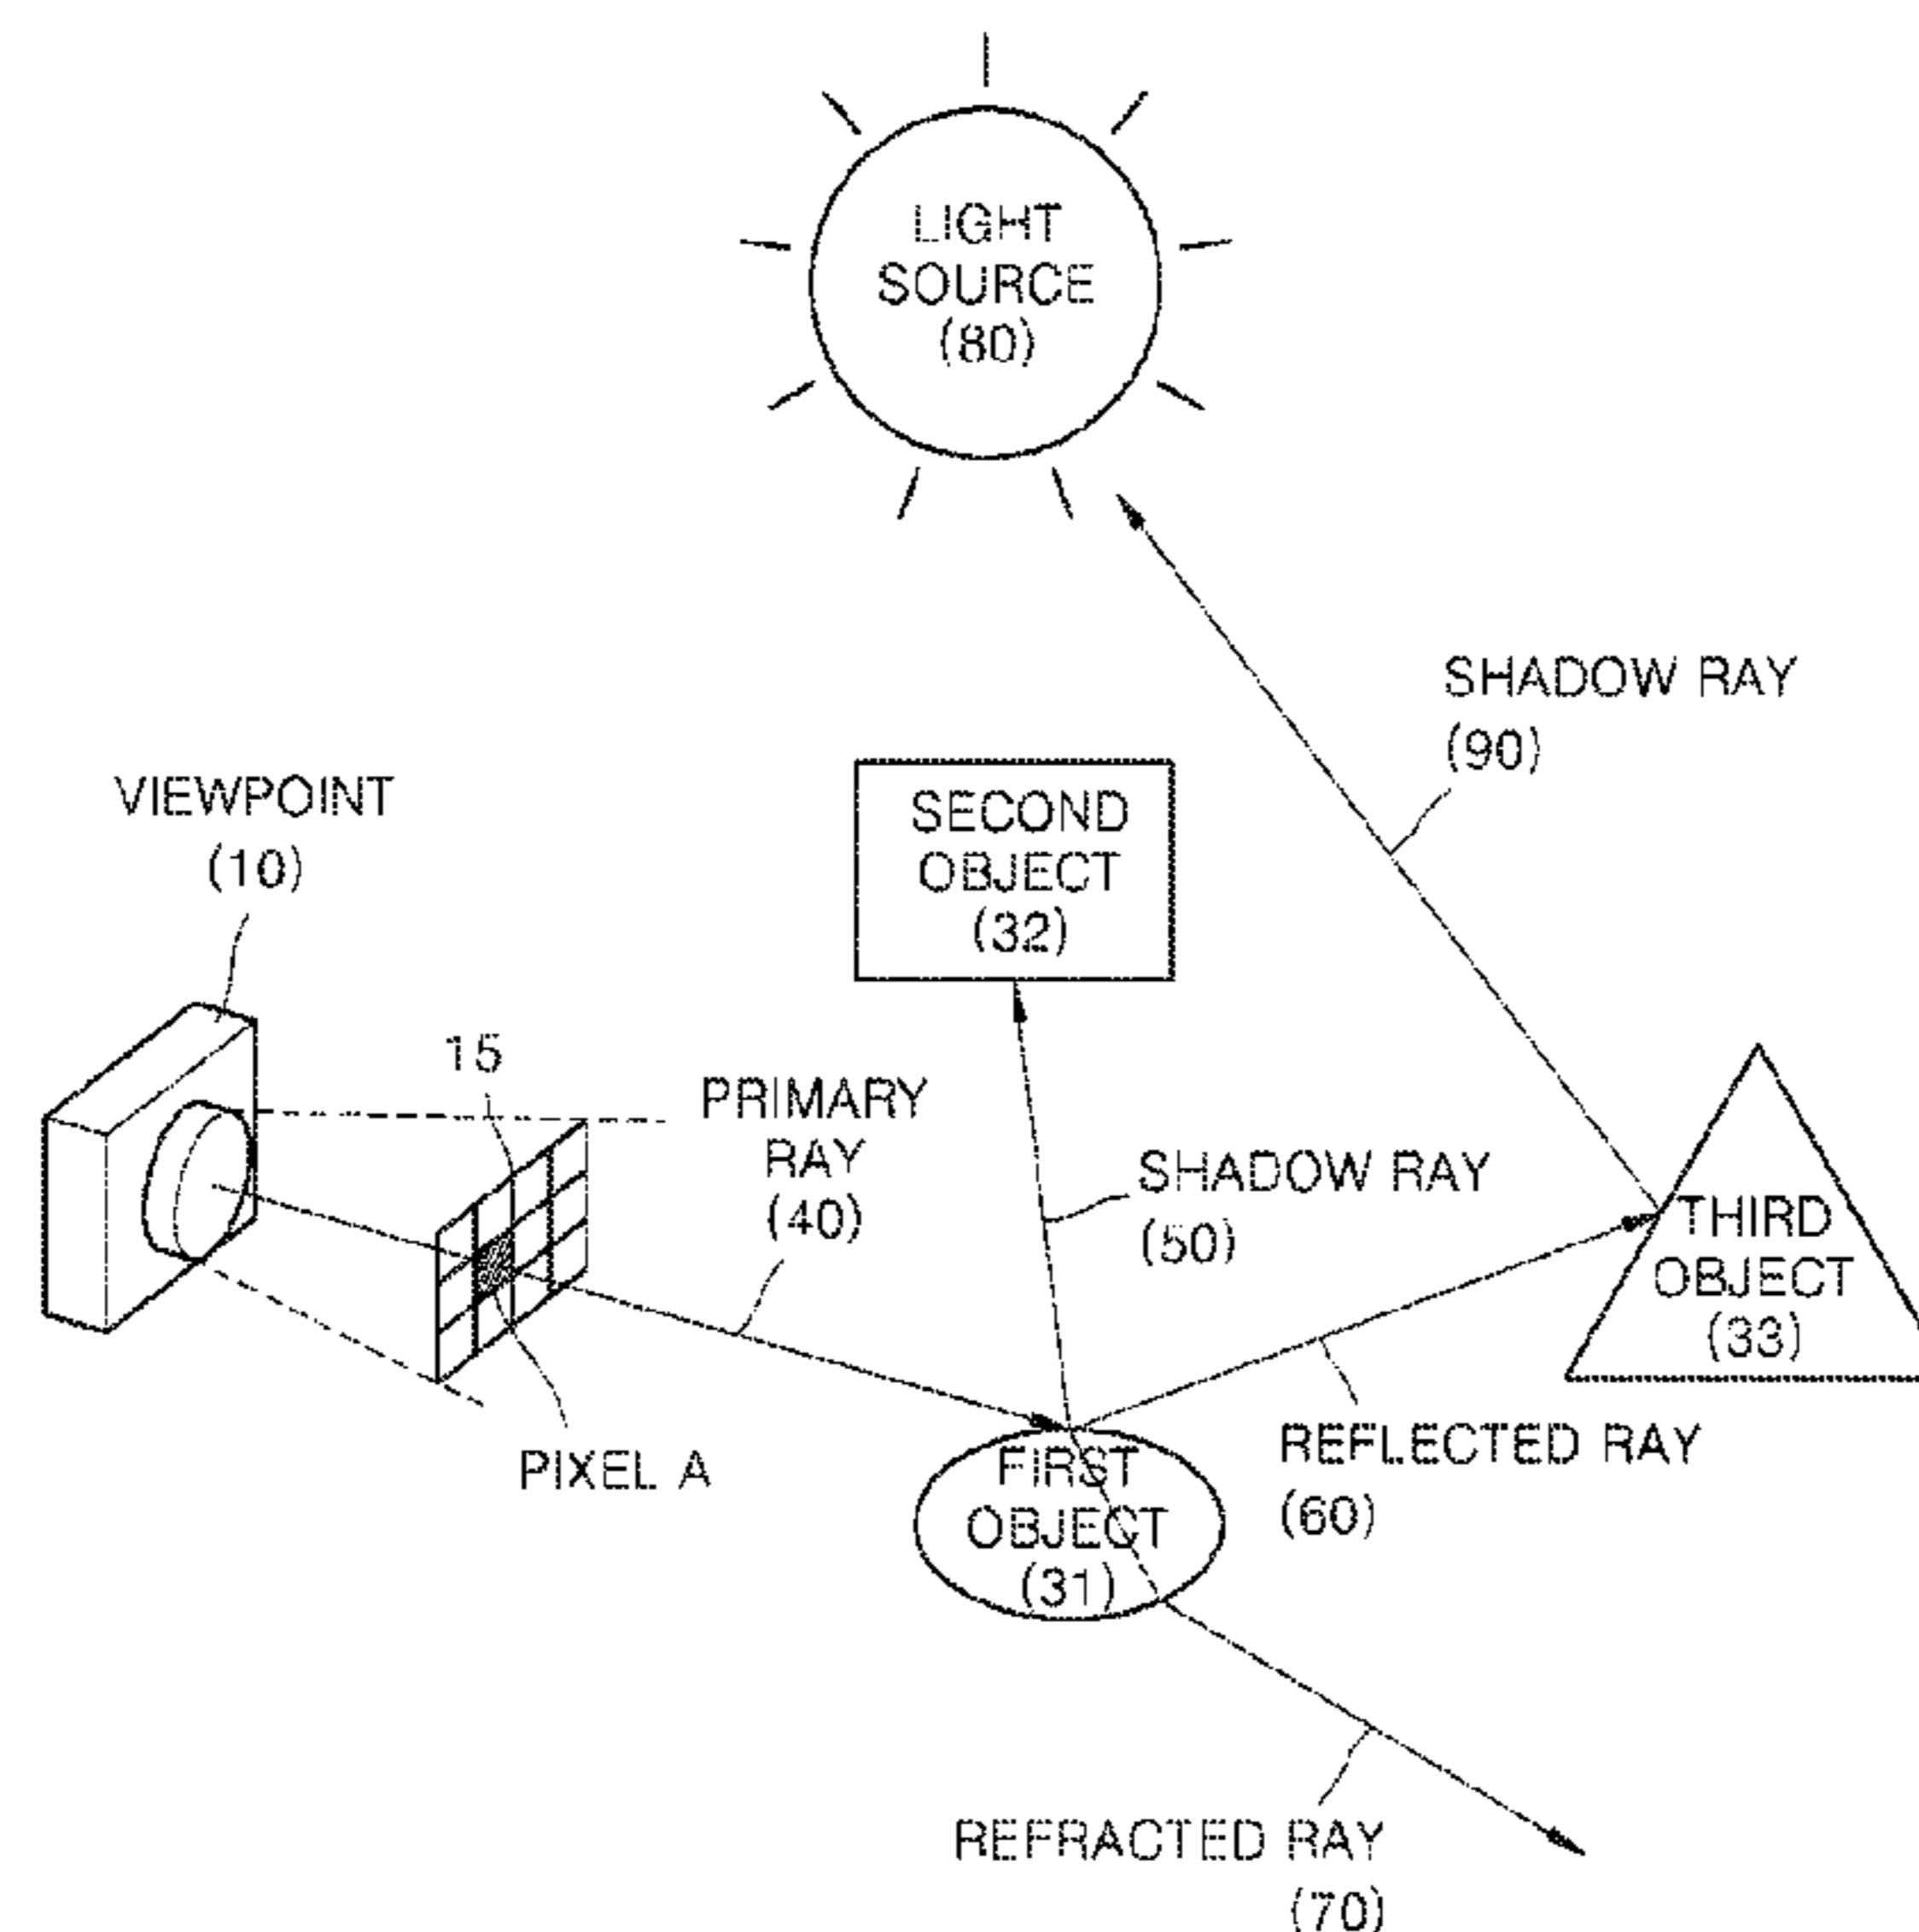 LIGHT
SOURCE
(80)
SHADOW RAY
(90)
VIEWPOINT
(10)
SECOND
OBJECT
(32)
15
PRIMARY
RAY
(40)
SHADOW RAY
(50)
THIRD
OBJECT
(33)
PIXEL A
FIRST
OBJECT
(31)
REFLECTED RAY
(60)
REFRACTED RAY
(70)